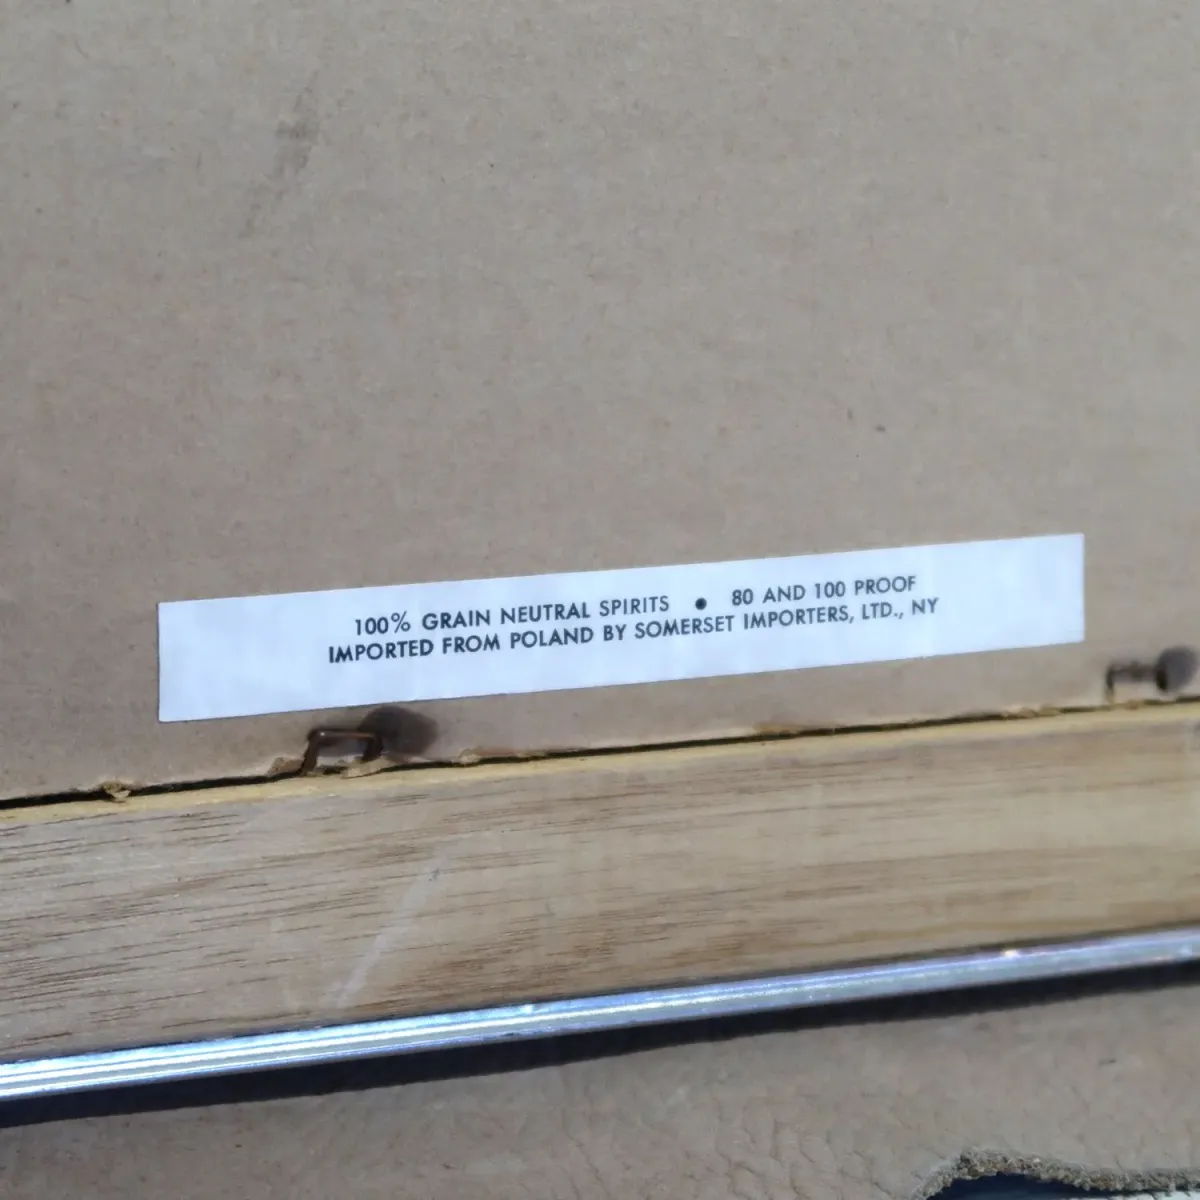 100% GRAIN NEUTRAL SPIRITS • 80 AND 100 PROOF
IMPORTED FROM POLAND BY SOMERSET IMPORTERS, LTD., NY